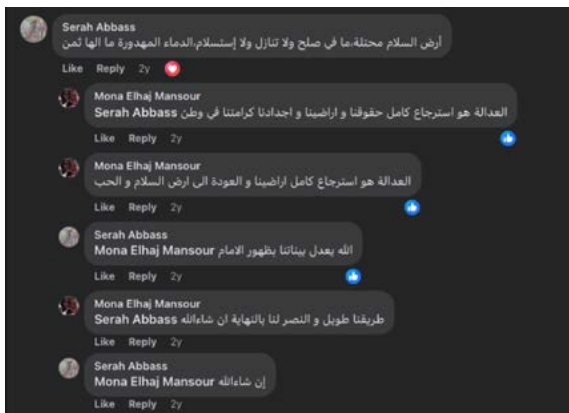 Serah Abbass
أرض السلام محتلة،ما في صلح ولا تنازل ولا إستسلام،الدماء المهدورة ما الها ثمن
Like Reply 2y
Mona Elhaj Mansour
Serah Abbass العدالة هو استرجاع كامل حقوقنا و اراضينا و اجدادنا كرامتنا في وطن
Like Reply 2y
Mona Elhaj Mansour
العدالة هو استرجاع كامل اراضينا و العودة الى ارض السلام و الحب
Like Reply 2y
Serah Abbass
Mona Elhaj Mansour الله يعدل بيناتنا بظهور الامام
Like Reply 2y
Mona Elhaj Mansour
Serah Abbass طريقنا طويل و النصر لنا بالنهاية ان شاءالله
Like Reply 2y
Serah Abbass
Mona Elhaj Mansour إن شاءالله
Like Reply 2y